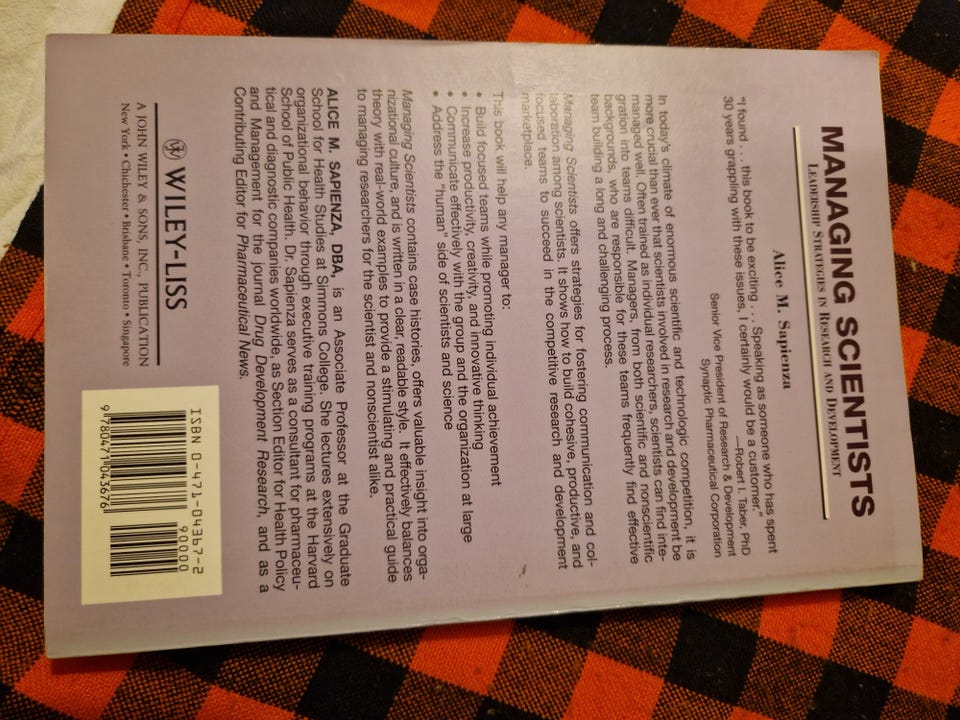 MANAGING SCIENTISTS
LEADERSHIP STRATEGIES IN RESEARCH AND DEVELOPMENT
Alice M. Sapienza
"I found . . . this book to be exciting . . . Speaking as someone who has spent
30 years grappling with these issues, I certainly would be a customer."
—Robert I. Taber, PhD
Senior Vice President of Research & Development
Synaptic Pharmaceutical Corporation
In today's climate of enormous scientific and technologic competition, it is
more crucial than ever that scientists involved in research and development be
managed well. Often trained as individual researchers, scientists can find inte-
gration into teams difficult. Managers, from both scientific and nonscientific
backgrounds, who are responsible for these teams frequently find effective
team building a long and challenging process.
Managing Scientists offers strategies for fostering communication and col-
laboration among scientists. It shows how to build cohesive, productive, and
focused teams to succeed in the competitive research and development
marketplace.
This book will help any manager to:
• Build focused teams while promoting individual achievement
• Increase productivity, creativity, and innovative thinking
• Communicate effectively with the group and the organization at large
• Address the "human" side of scientists and science
Managing Scientists contains case histories, offers valuable insight into orga-
nizational culture, and is written in a clear, readable style. It effectively balances
theory with real-world examples to provide a stimulating and practical guide
to managing researchers for the scientist and nonscientist alike.
ALICE M. SAPIENZA, DBA, is an Associate Professor at the Graduate
School for Health Studies at Simmons College. She lectures extensively on
organizational behavior through executive training programs at the Harvard
School of Public Health. Dr. Sapienza serves as a consultant for pharmaceu-
tical and diagnostic companies worldwide, as Section Editor for Health Policy
and Management for the journal Drug Development Research, and as a
Contributing Editor for Pharmaceutical News.
WILEY-LISS
A JOHN WILEY & SONS, INC., PUBLICATION
New York • Chichester • Brisbane • Toronto • Singapore
ISBN 0-471-04367-2
90000
9 780471 043676